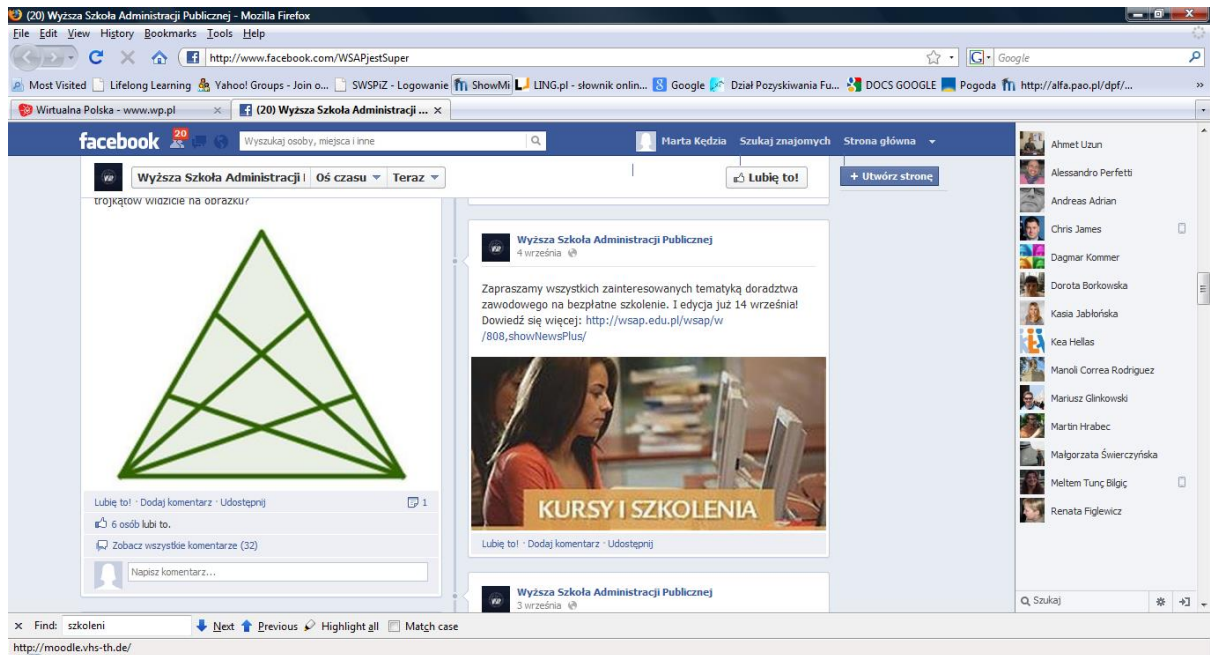 (20) Wyższa Szkoła Administracji Publicznej - Mozilla Firefox
File Edit View History Bookmarks Tools Help
http://www.facebook.com/WSAPjestSuper
Google
Most Visited Lifelong Learning Yahoo! Groups - Join o... SWSPiZ - Logowanie ShowMi LING.pl - słownik onlin... Google Dział Pozyskiwania Fu... DOCS GOOGLE Pogoda http://alfa.pao.pl/dpf/... »
Wirtualna Polska - www.wp.pl
(20) Wyższa Szkoła Administracji ...
facebook
20
Wyszukaj osoby, miejsca i inne
Marta Kędzia Szukaj znajomych Strona główna
Wyższa Szkoła Administracji Oś czasu Teraz
Lubię to!
+ Utwórz stronę
trójkątów widzicie na obrazku?
Lubię to! · Dodaj komentarz · Udostępnij 1
6 osób lubi to.
Zobacz wszystkie komentarze (32)
Napisz komentarz...
Wyższa Szkoła Administracji Publicznej
4 września
Zapraszamy wszystkich zainteresowanych tematyką doradztwa
zawodowego na bezpłatne szkolenie. I edycja już 14 września!
Dowiedź się więcej: http://wsap.edu.pl/wsap/w
/808,showNewsPlus/
KURSY I SZKOLENIA
Lubię to! · Dodaj komentarz · Udostępnij
Wyższa Szkoła Administracji Publicznej
3 września
Ahmet Uzun
Alessandro Perfetti
Andreas Adrian
Chris James
Dagmar Kommer
Dorota Borkowska
Kasia Jabłońska
Kea Hellas
Manoli Correa Rodriguez
Mariusz Glinkowski
Martin Hrabec
Małgorzata Świerczyńska
Meltem Tunç Bilgiç
Renata Figlewicz
Szukaj
× Find: szkoleni Next Previous Highlight all Match case
http://moodle.vhs-th.de/